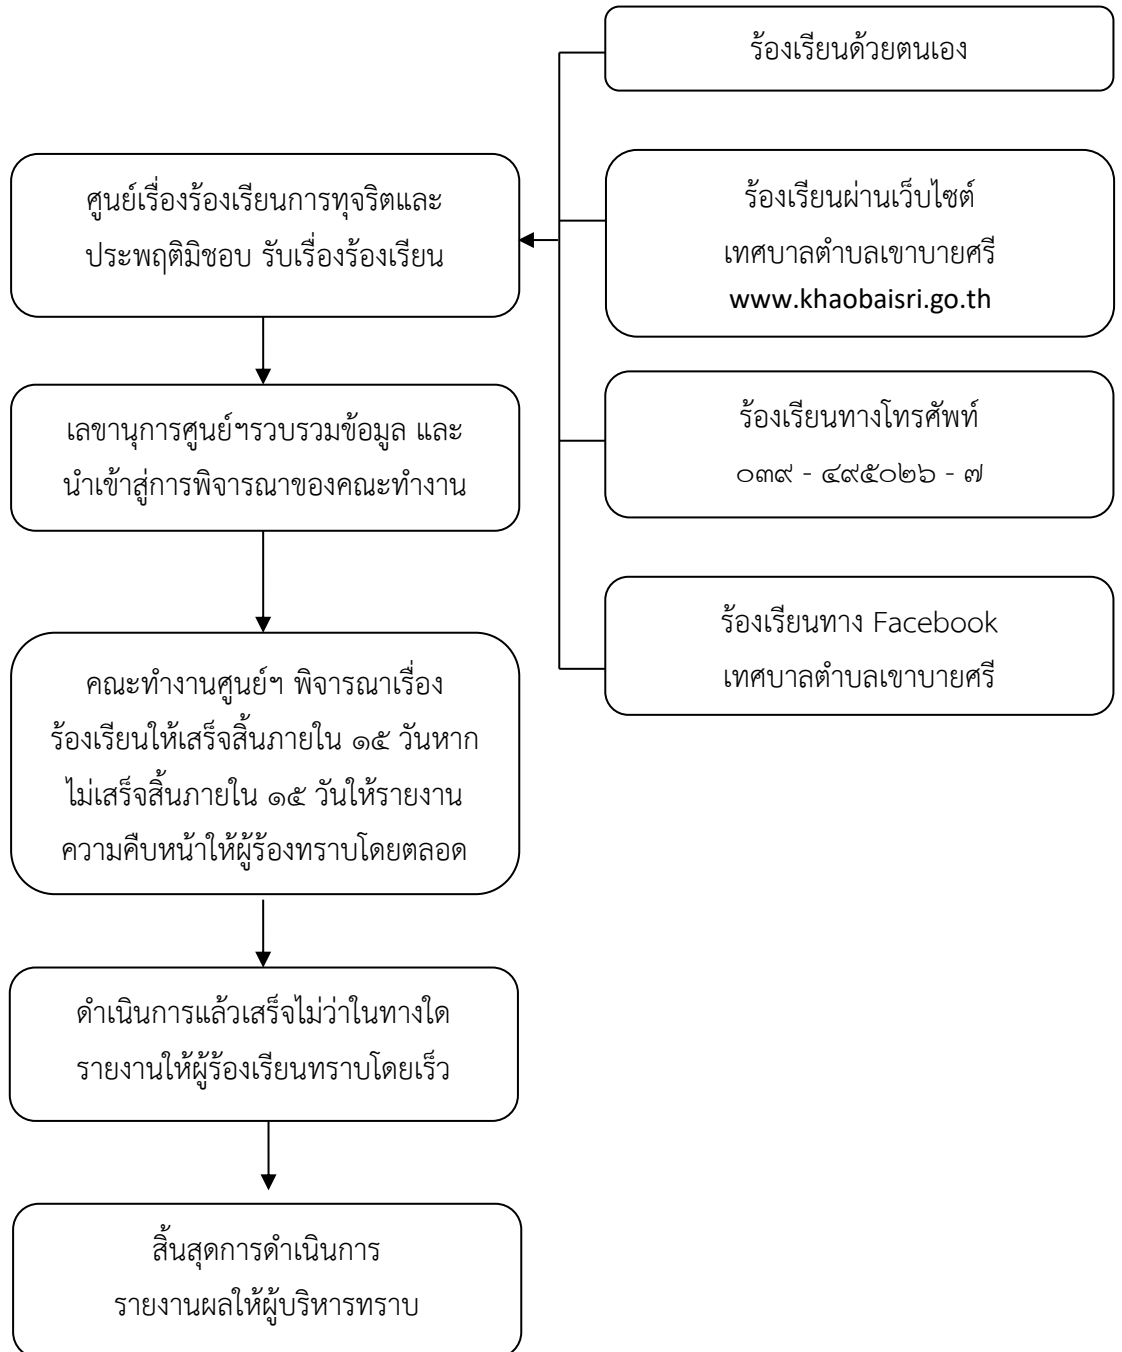 ร้องเรียนด้วยตนเอง
ศูนย์เรื่องร้องเรียนการทุจริตและ
ประพฤติมิชอบ รับเรื่องร้องเรียน
ร้องเรียนผ่านเว็บไซต์
เทศบาลตำบลเขาบายศรี
www.khaobaisri.go.th
เลขานุการศูนย์ฯรวบรวมข้อมูล และ
นำเข้าสู่การพิจารณาของคณะทำงาน
ร้องเรียนทางโทรศัพท์
๐๓๙ - ๔๙๕๐๒๖ - ๗
คณะทำงานศูนย์ฯ พิจารณาเรื่อง
ร้องเรียนให้เสร็จสิ้นภายใน ๑๕ วันหาก
ไม่เสร็จสิ้นภายใน ๑๕ วันให้รายงาน
ความคืบหน้าให้ผู้ร้องทราบโดยตลอด
ร้องเรียนทาง Facebook
เทศบาลตำบลเขาบายศรี
ดำเนินการแล้วเสร็จไม่ว่าในทางใด
รายงานให้ผู้ร้องเรียนทราบโดยเร็ว
สิ้นสุดการดำเนินการ
รายงานผลให้ผู้บริหารทราบ